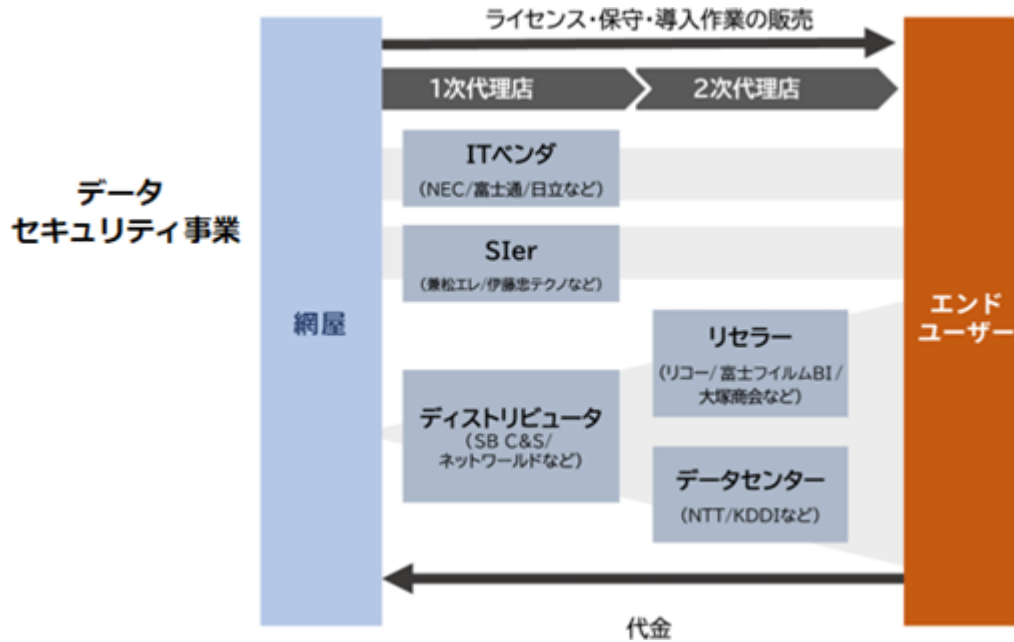 ライセンス・保守・導入作業の販売
1次代理店
2次代理店
データ
セキュリティ事業
網屋
ITベンダ
(NEC/富士通/日立など)
SIer
(兼松エレ/伊藤忠テクノなど)
ディストリビュータ
(SB C&S/
ネットワールドなど)
リセラー
(リコー/富士フイルムBI/
大塚商会など)
データセンター
(NTT/KDDIなど)
エンド
ユーザー
代金